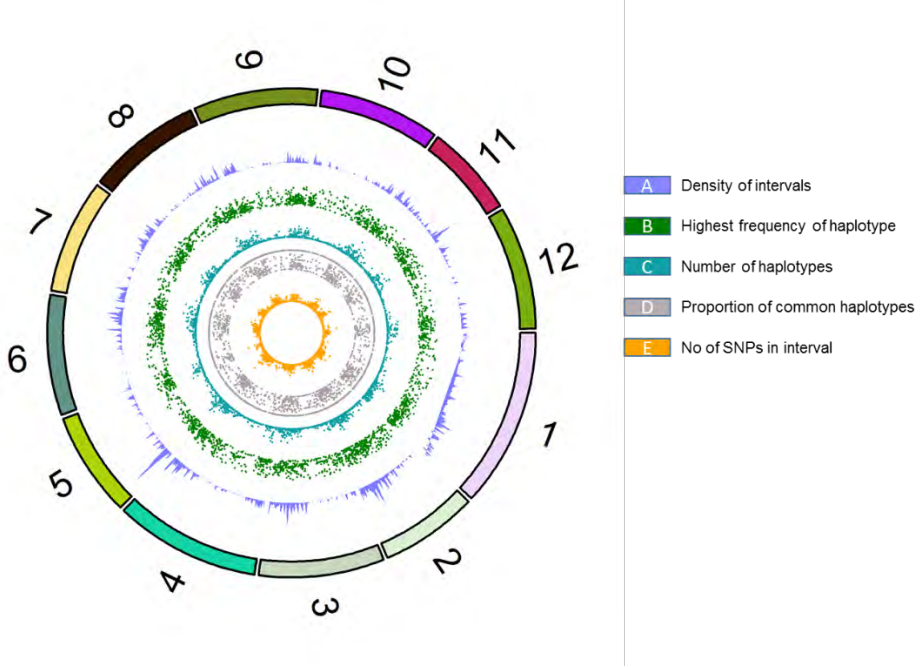 9
10
8
11
7
12
6
1
5
2
4
3
A Density of intervals
B Highest frequency of haplotype
C Number of haplotypes
D Proportion of common haplotypes
E No of SNPs in interval